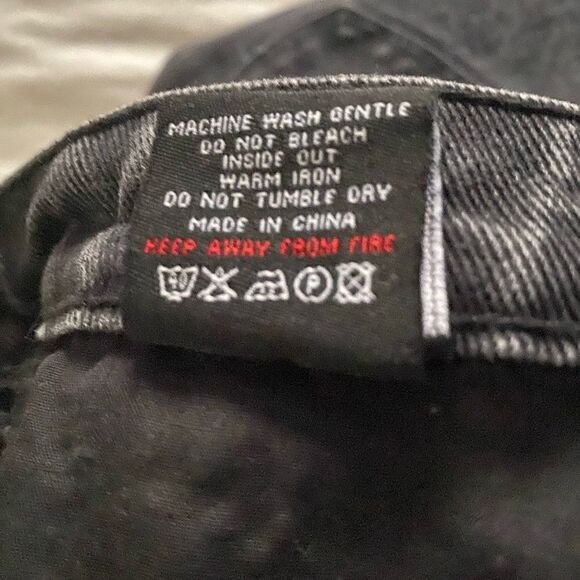 MACHINE WASH GENTLE
DO NOT BLEACH
INSIDE OUT
WARM IRON
DO NOT TUMBLE DRY
MADE IN CHINA
KEEP AWAY FROM FIRE
40 P